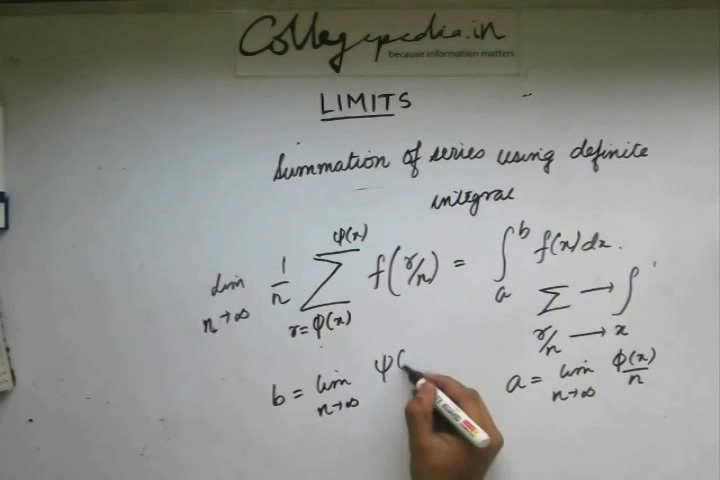 Collegepedia.in
because information matters
LIMITS
Summation of series using definite
integral
lim n→∞ 1/n ∑ r=φ(x) ψ(x) f(r/n) = ∫ a b f(x)dx.
∑ → ∫
r/n → x
b = lim n→∞ ψ(
a = lim n→∞ φ(x)/n